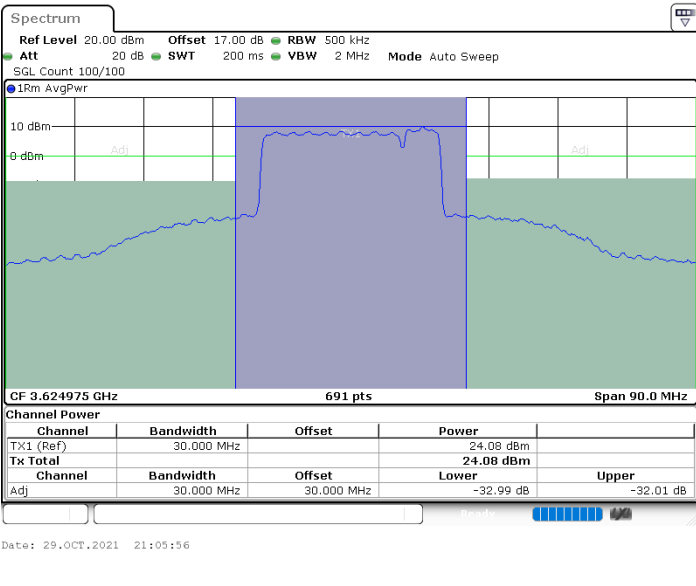 Spectrum
Ref Level 20.00 dBm Offset 17.00 dB RBW 500 kHz
Att 20 dB SWT 200 ms VBW 2 MHz Mode Auto Sweep
SGL Count 100/100
1Rm AvgPwr
10 dBm
Adj Adj
0 dBm
CF 3.624975 GHz 691 pts Span 90.0 MHz
Channel Power
Channel Bandwidth Offset Power
TX1 (Ref) 30.000 MHz 24.08 dBm
Tx Total 24.08 dBm
Channel Bandwidth Offset Lower Upper
Adj 30.000 MHz 30.000 MHz -32.99 dB -32.01 dB
Ready
Date: 29.OCT.2021 21:05:56